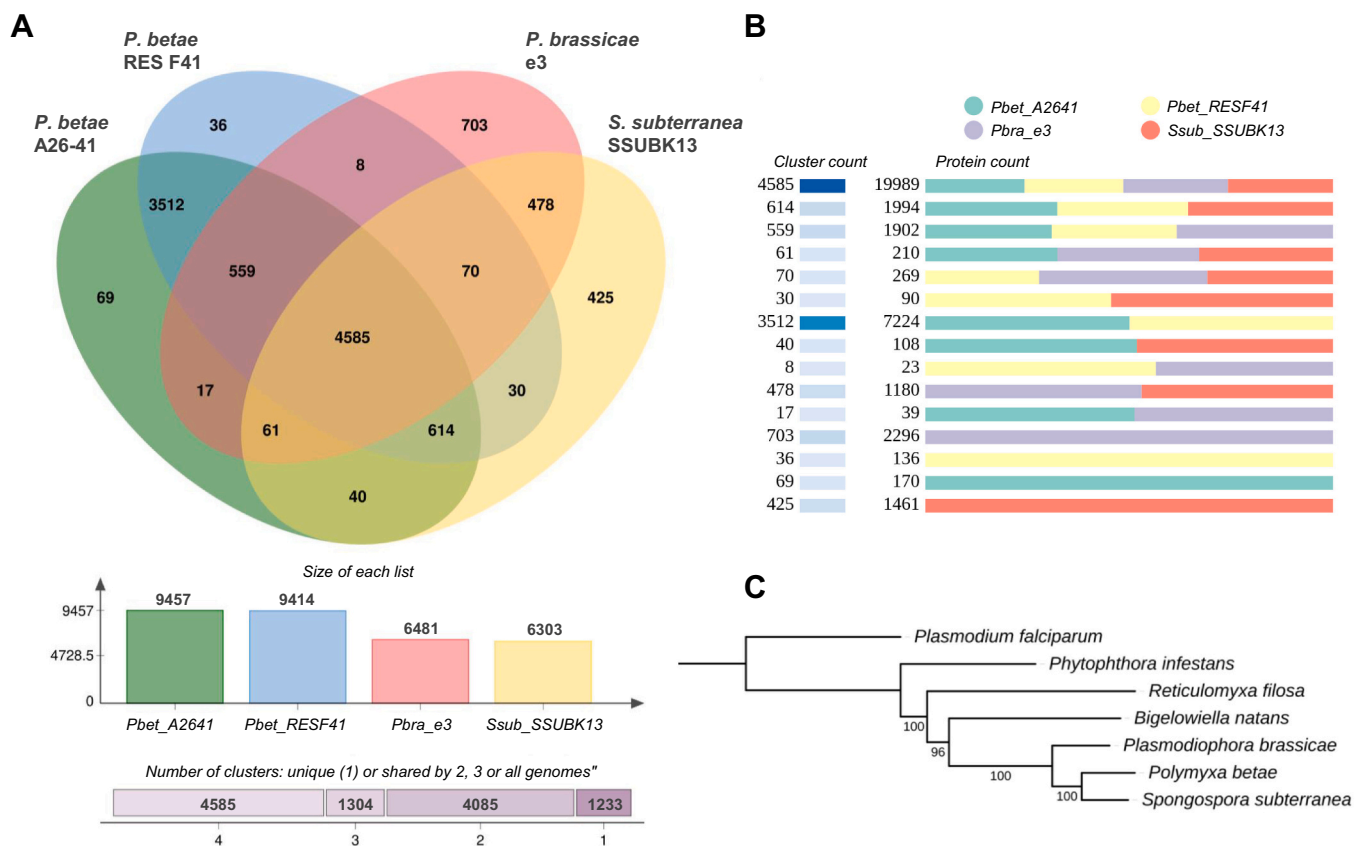 A
P. betae
RES F41
P. brassicae
e3
P. betae
A26-41
S. subterranea
SSUBK13
36
703
8
3512
478
559
70
69
425
4585
17
30
61
614
40
Size of each list
9457
4728.5
0
9457
9414
6481
6303
Pbet_A2641
Pbet_RESF41
Pbra_e3
Ssub_SSUBK13
Number of clusters: unique (1) or shared by 2, 3 or all genomes"
4585 1304 4085 1233
4 3 2 1
B
Pbet_A2641 Pbet_RESF41
Pbra_e3 Ssub_SSUBK13
Cluster count Protein count
4585 19989
614 1994
559 1902
61 210
70 269
30 90
3512 7224
40 108
8 23
478 1180
17 39
703 2296
36 136
69 170
425 1461
C
Plasmodium falciparum
Phytophthora infestans
Reticulomyxa filosa
100
Bigelowiella natans
96
Plasmodiophora brassicae
100
Polymyxa betae
100
Spongospora subterranea